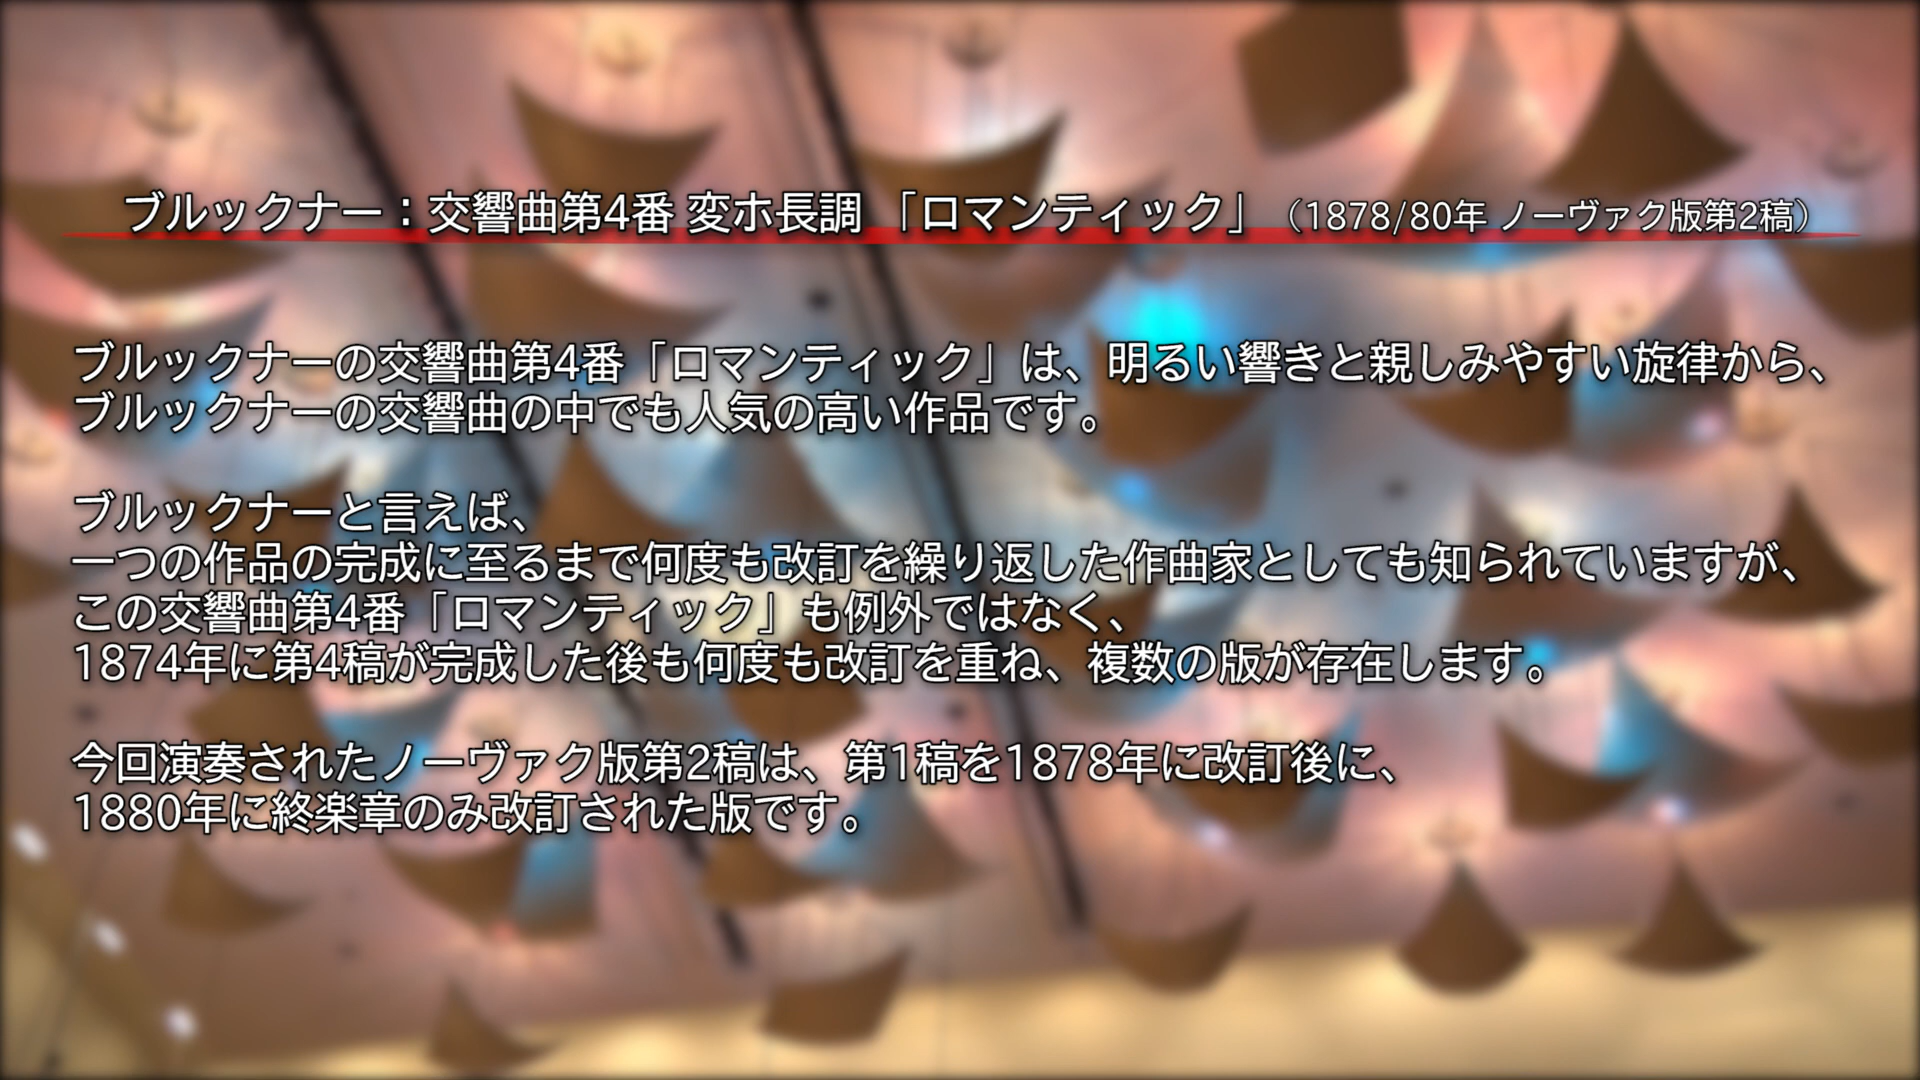 ブルックナー：交響曲第4番 変ホ長調 「ロマンティック」（1878/80年 ノーヴァク版第2稿）
ブルックナーの交響曲第4番「ロマンティック」は、明るい響きと親しみやすい旋律から、
ブルックナーの交響曲の中でも人気の高い作品です。
ブルックナーと言えば、
一つの作品の完成に至るまで何度も改訂を繰り返した作曲家としても知られていますが、
この交響曲第4番「ロマンティック」も例外ではなく、
1874年に第4稿が完成した後も何度も改訂を重ね、複数の版が存在します。
今回演奏されたノーヴァク版第2稿は、第1稿を1878年に改訂後に、
1880年に終楽章のみ改訂された版です。